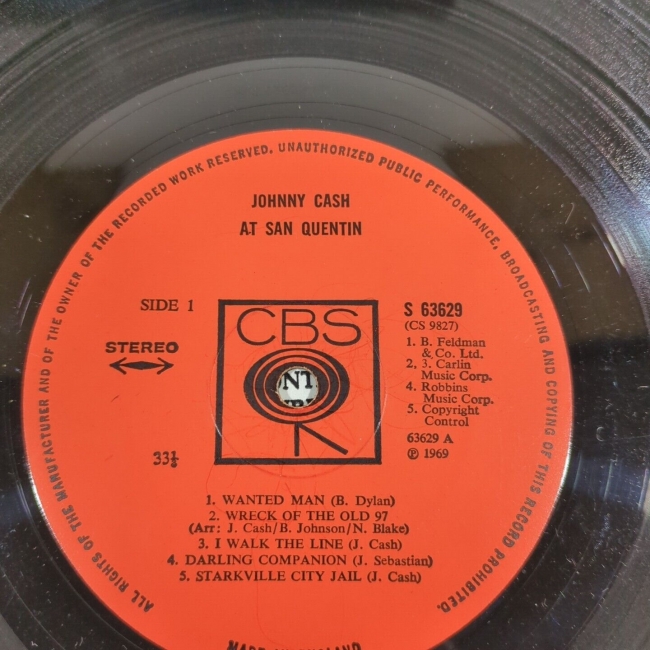 ALL RIGHTS OF THE MANUFACTURER AND OF THE OWNER OF THE RECORDED WORK RESERVED. UNAUTHORIZED PUBLIC PERFORMANCE, BROADCASTING AND COPYING OF THIS RECORD PROHIBITED.
JOHNNY CASH
AT SAN QUENTIN
SIDE 1
STEREO
33⅓
CBS
S 63629
(CS 9827)
1. B. Feldman
& Co. Ltd.
2, 3. Carlin
Music Corp.
4. Robbins
Music Corp.
5. Copyright
Control
63629 A
℗ 1969
1. WANTED MAN (B. Dylan)
2. WRECK OF THE OLD 97
(Arr: J. Cash/B. Johnson/N. Blake)
3. I WALK THE LINE (J. Cash)
4. DARLING COMPANION (J. Sebastian)
5. STARKVILLE CITY JAIL (J. Cash)
MADE IN ENGLAND